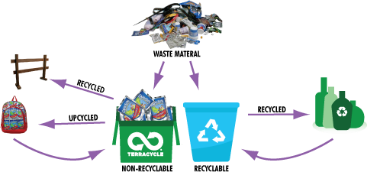 WASTE MATERAL
RECYCLED
RECYCLED
UPCYCLED
TERRACYCLE
NON-RECYCLABLE
RECYCLABLE